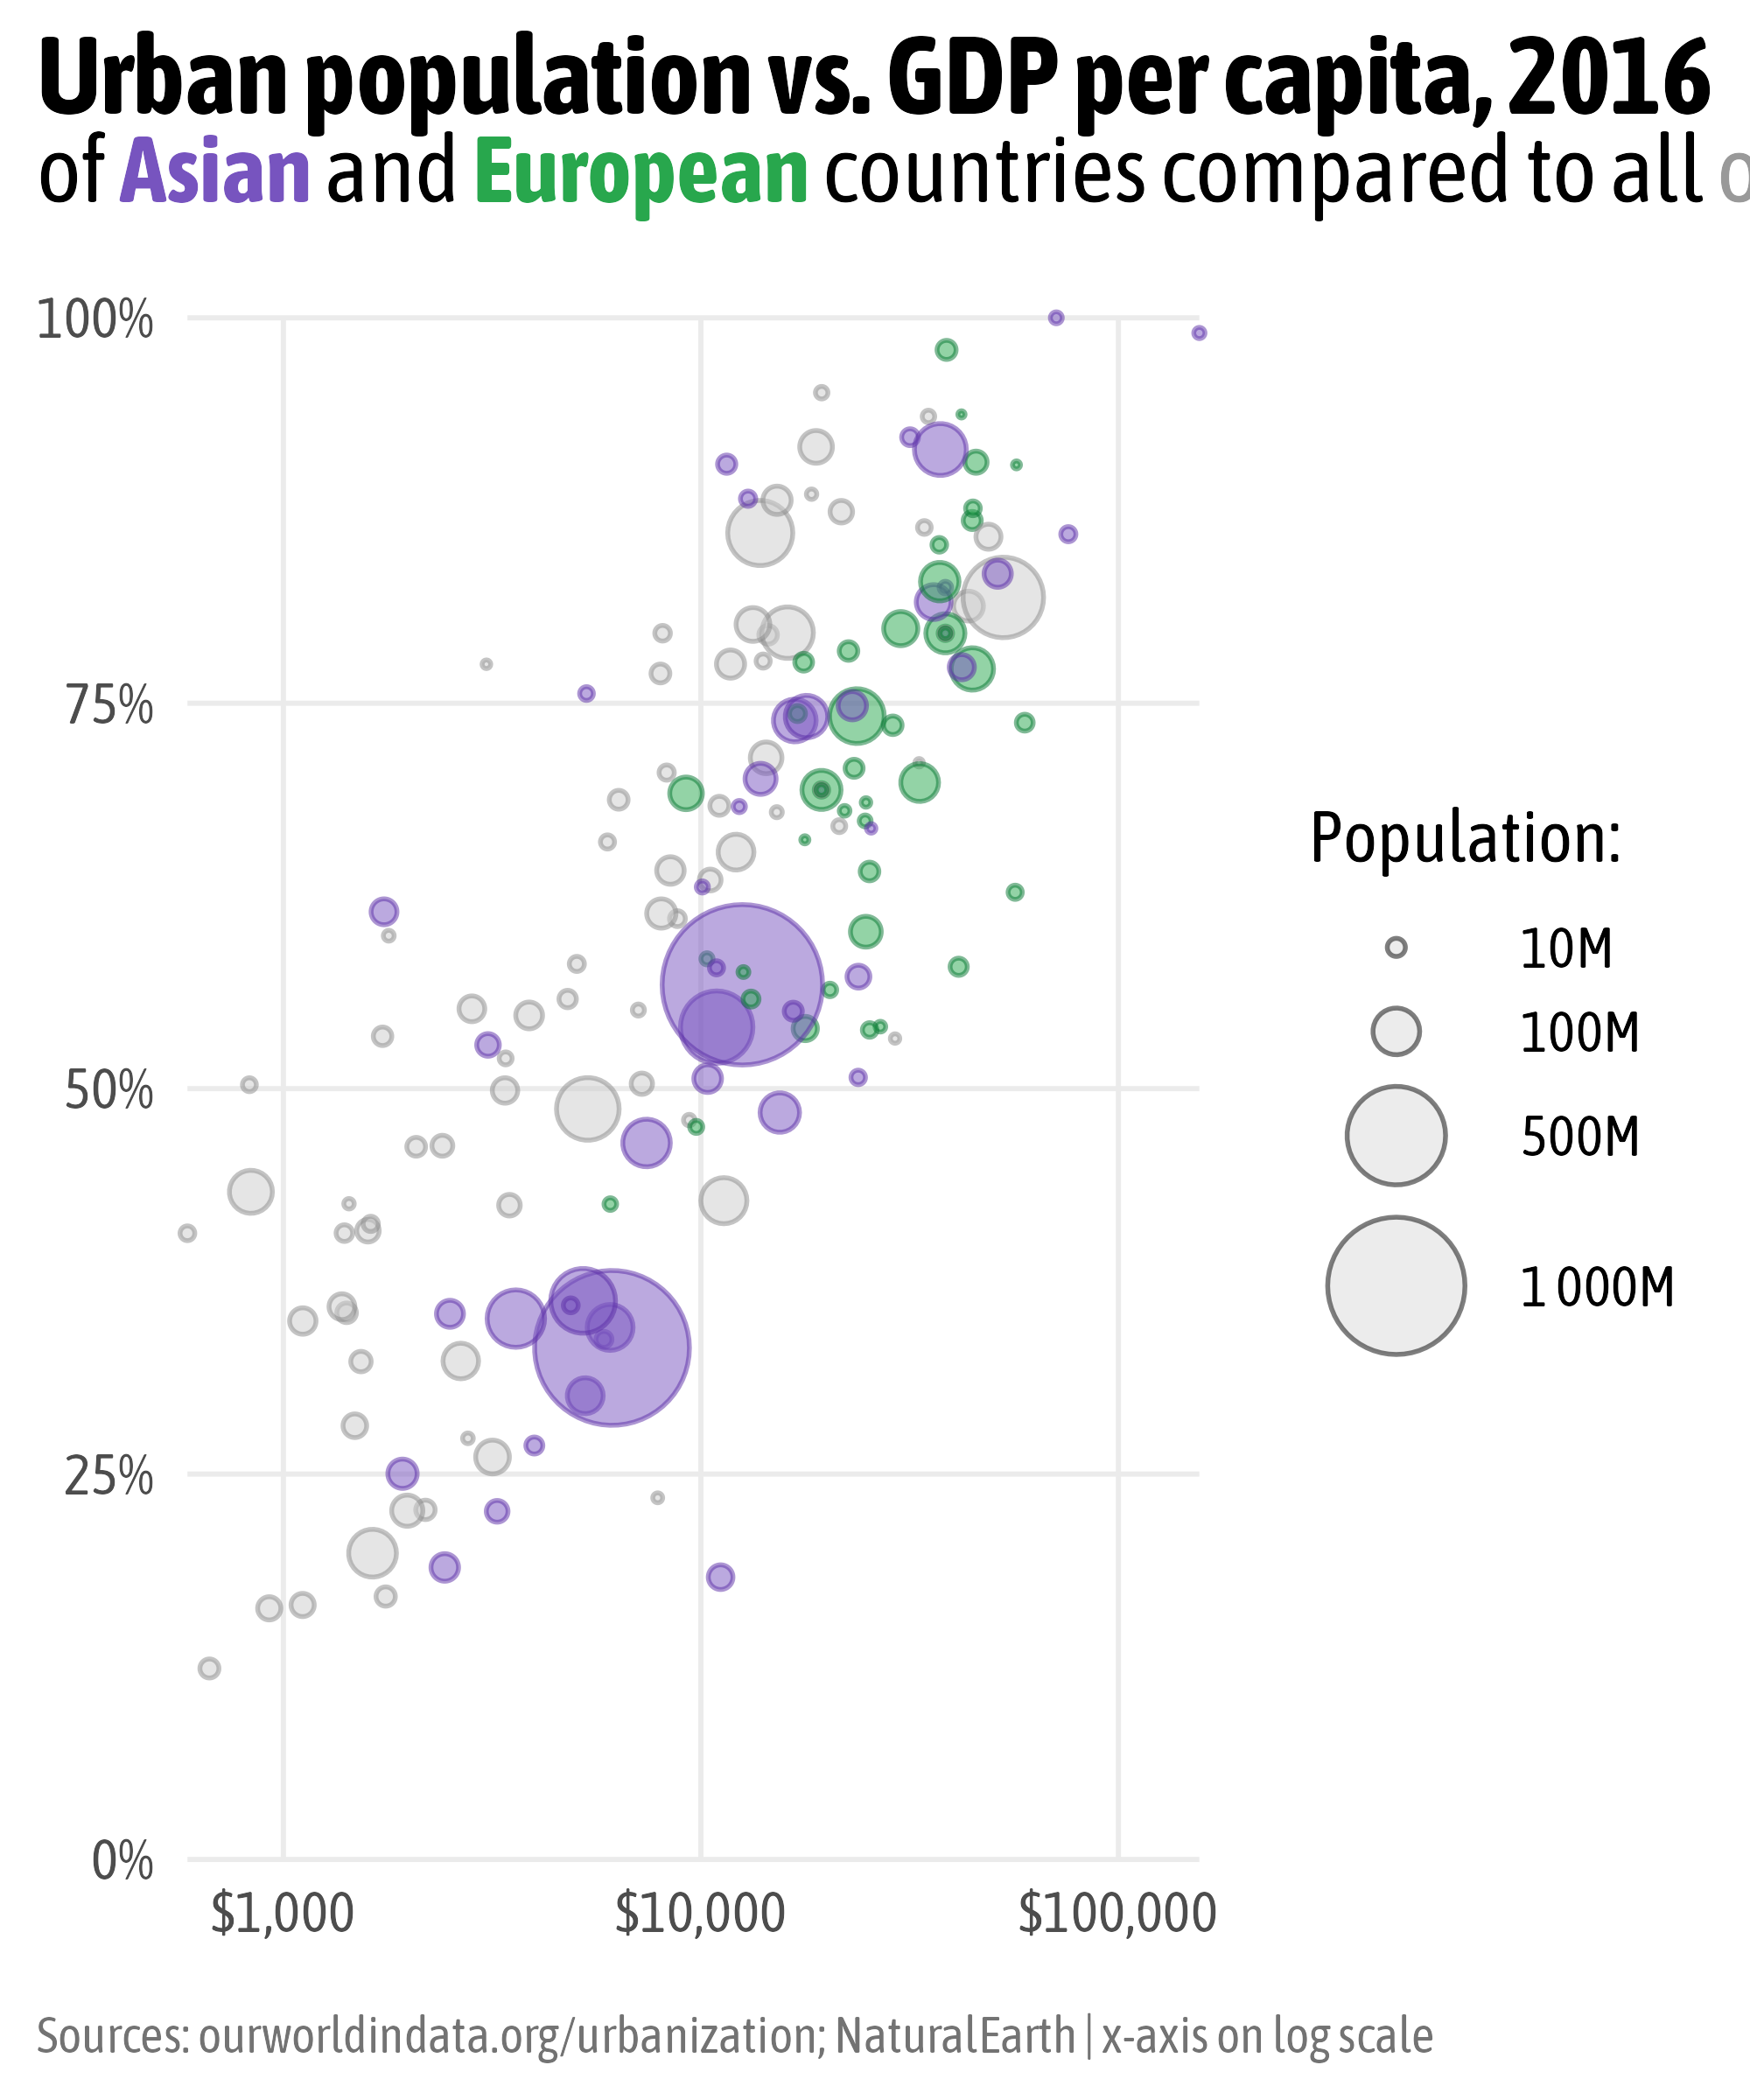 Urban population vs. GDP per capita, 2016
of Asian and European countries compared to all
100%
75%
50%
25%
0%
$1,000
$10,000
$100,000
Population:
10M
100M
500M
1 000M
Sources: ourworldindata.org/urbanization; NaturalEarth | x-axis on log scale